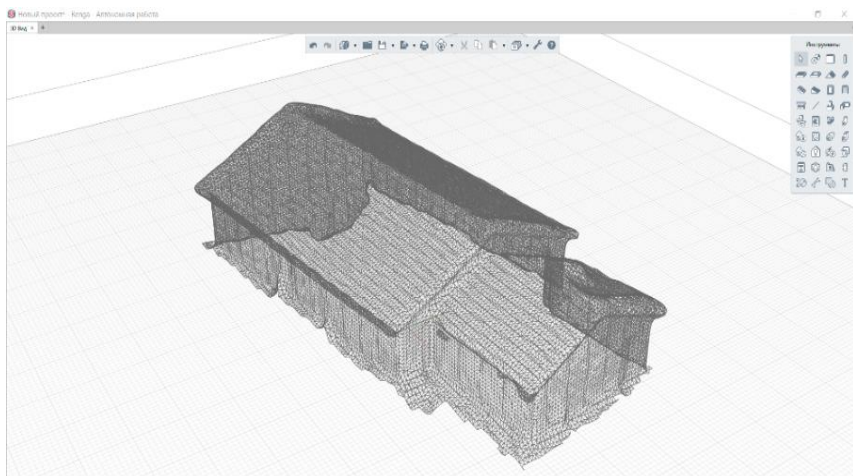 Новый проект* - Renga - Автономная работа
3D Вид × +
Инструменты